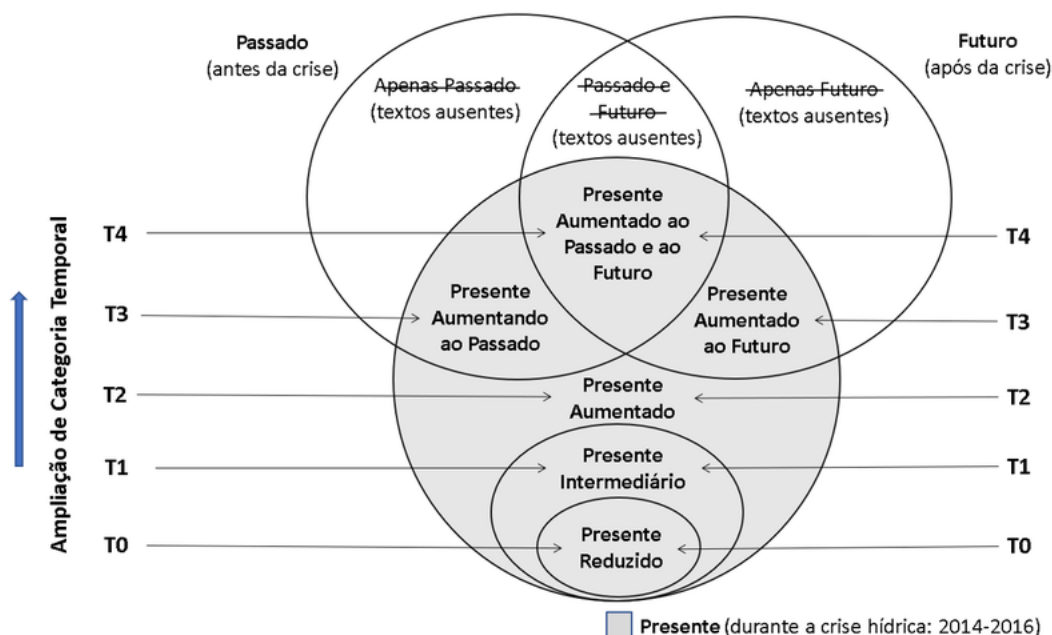 Passado
(antes da crise)
Futuro
(após da crise)
Apenas Passado
(textos ausentes)
Passado e
Futuro
(textos ausentes)
Apenas Futuro
(textos ausentes)
Ampliação de Categoria Temporal
T4
Presente
Aumentado ao
Passado e ao
Futuro
T4
T3
Presente
Aumentando
ao Passado
Presente
Aumentado
ao Futuro
T3
T2
Presente
Aumentado
T2
T1
Presente
Intermediário
T1
T0
Presente
Reduzido
T0
Presente (durante a crise hídrica: 2014-2016)